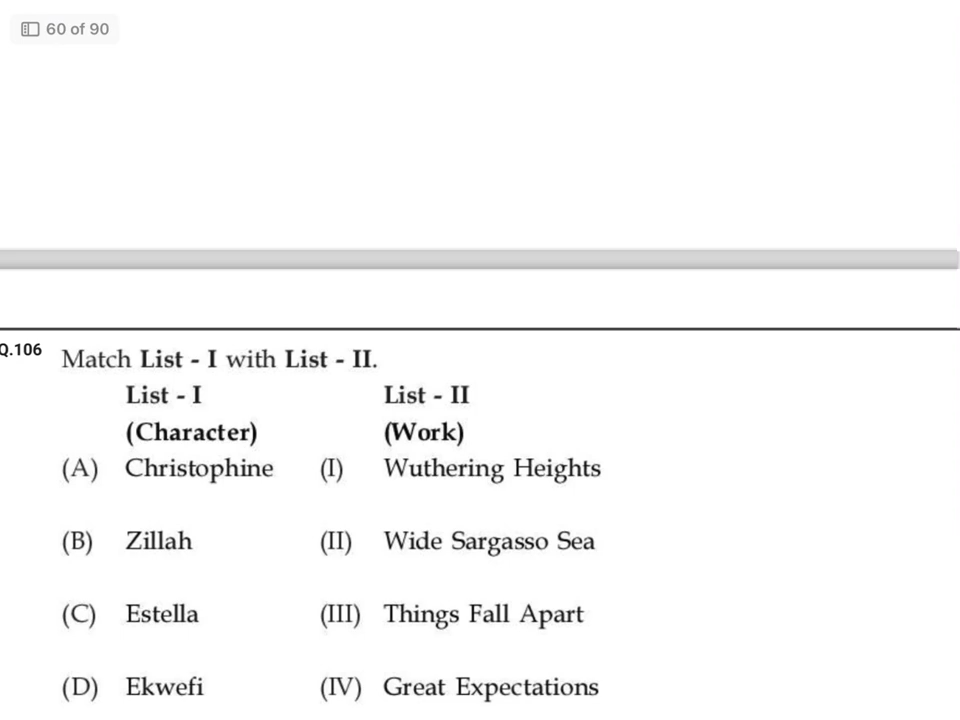 60 of 90
Q.106 Match List - I with List - II.
List - I List - II
(Character) (Work)
(A) Christophine (I) Wuthering Heights
(B) Zillah (II) Wide Sargasso Sea
(C) Estella (III) Things Fall Apart
(D) Ekwefi (IV) Great Expectations